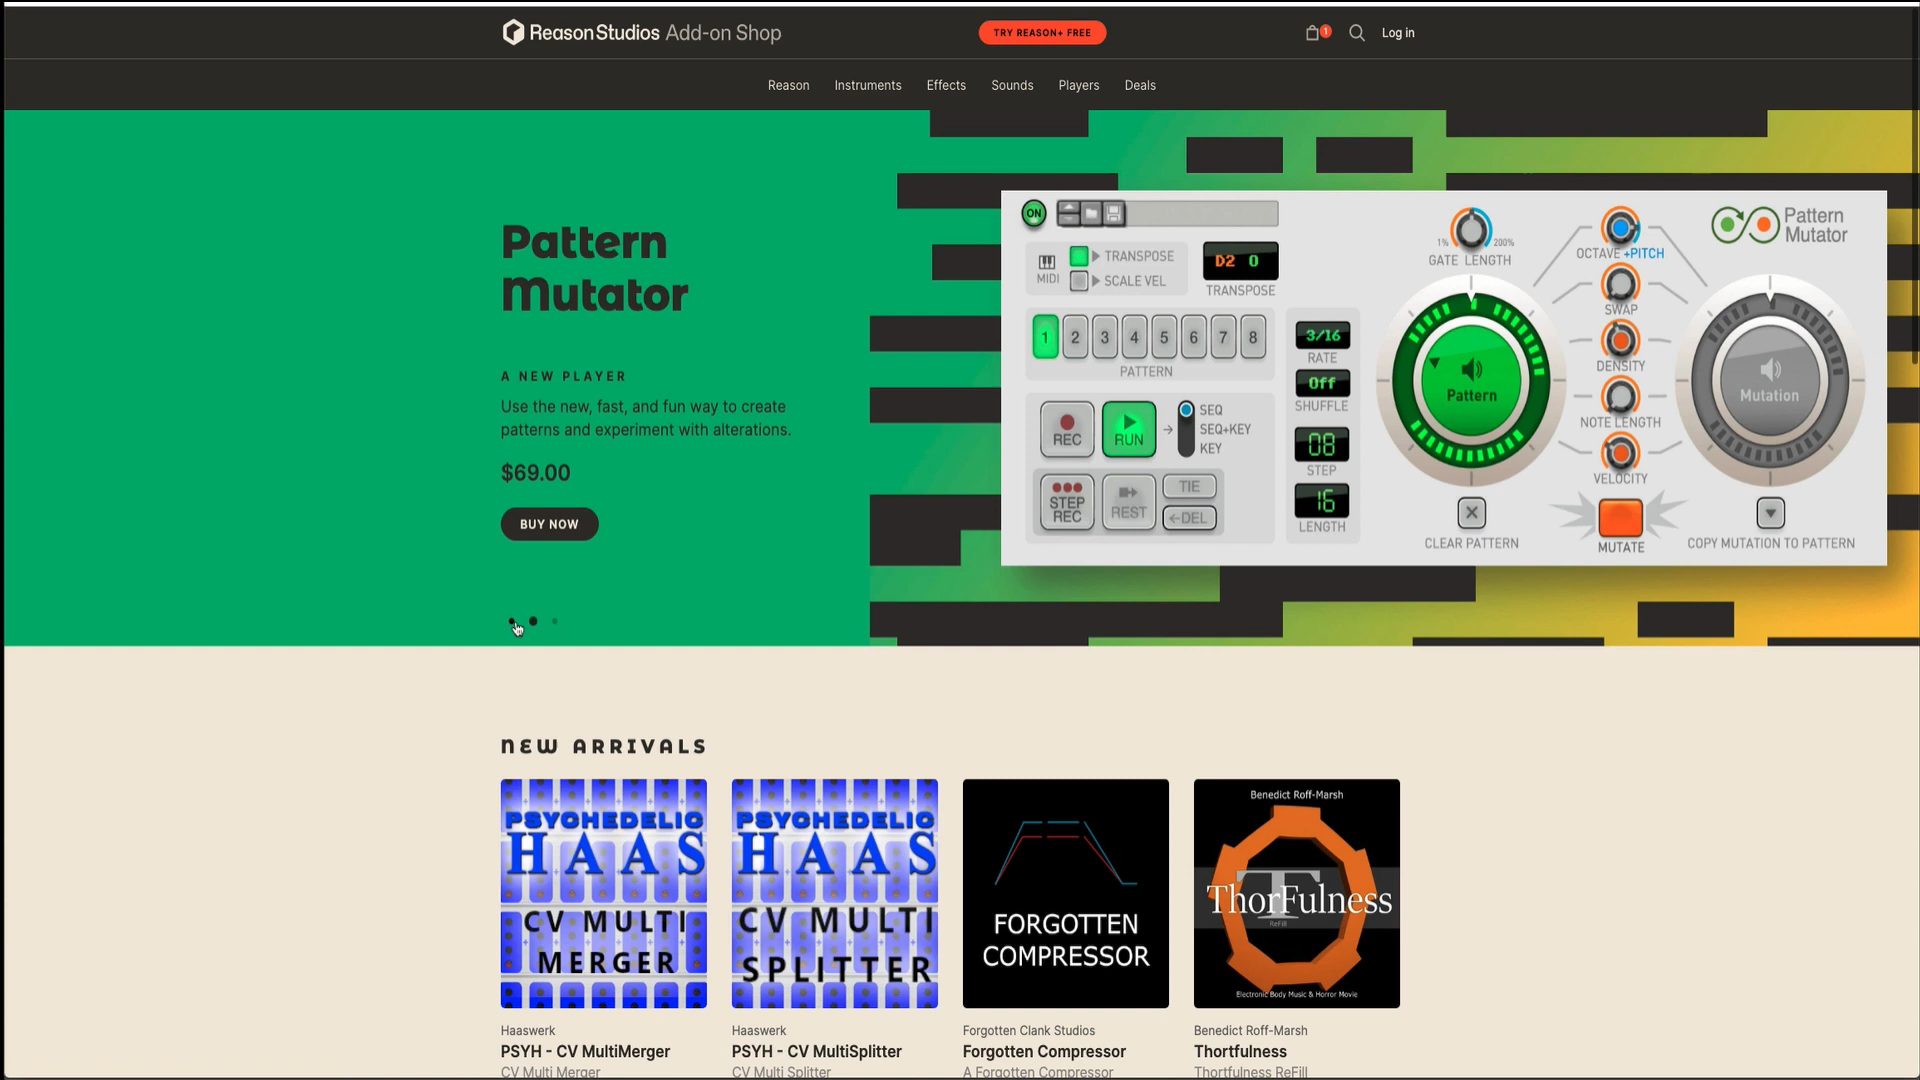 ReasonStudios Add-on Shop
TRY REASON+ FREE
1
Log in
Reason
Instruments
Effects
Sounds
Players
Deals
Pattern
Mutator
A NEW PLAYER
Use the new, fast, and fun way to create
patterns and experiment with alterations.
$69.00
BUY NOW
ON
MIDI
TRANSPOSE
SCALE VEL
D2 0
TRANSPOSE
1 2 3 4 5 6 7 8
PATTERN
REC
RUN
SEQ
SEQ+KEY
KEY
STEP
REC
REST
TIE
←DEL
3/16
RATE
Off
SHUFFLE
08
STEP
16
LENGTH
1% 200%
GATE LENGTH
Pattern
CLEAR PATTERN
OCTAVE +PITCH
SWAP
DENSITY
NOTE LENGTH
VELOCITY
MUTATE
Pattern
Mutator
Mutation
COPY MUTATION TO PATTERN
NEW ARRIVALS
PSYCHEDELIC
HAAS
CV MULTI
MERGER
Haaswerk
PSYH - CV MultiMerger
CV Multi Merger
PSYCHEDELIC
HAAS
CV MULTI
SPLITTER
Haaswerk
PSYH - CV MultiSplitter
CV Multi Splitter
FORGOTTEN
COMPRESSOR
Forgotten Clank Studios
Forgotten Compressor
A Forgotten Compressor
Benedict Roff-Marsh
T
ThorFulness
ReFill
Electronic Body Music & Horror Movie
Benedict Roff-Marsh
Thortfulness
Thortfulness ReFill